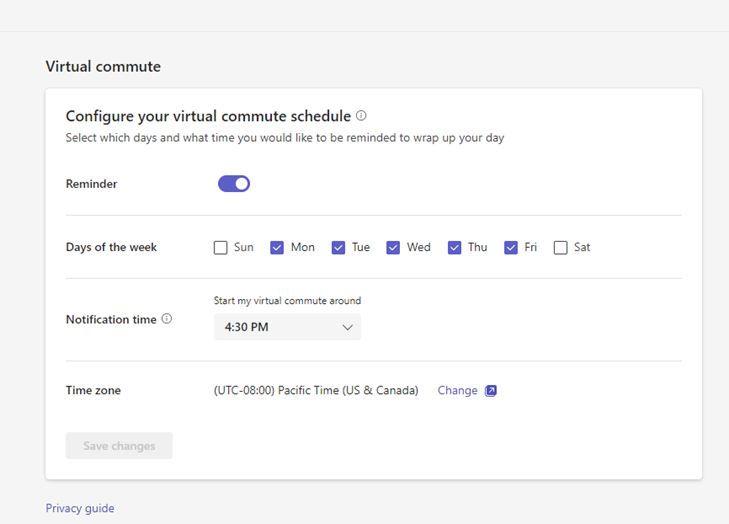 Virtual commute
Configure your virtual commute schedule
Select which days and what time you would like to be reminded to wrap up your day
Reminder
Days of the week Sun Mon Tue Wed Thu Fri Sat
Start my virtual commute around
Notification time 4:30 PM
Time zone (UTC-08:00) Pacific Time (US & Canada) Change
Save changes
Privacy guide